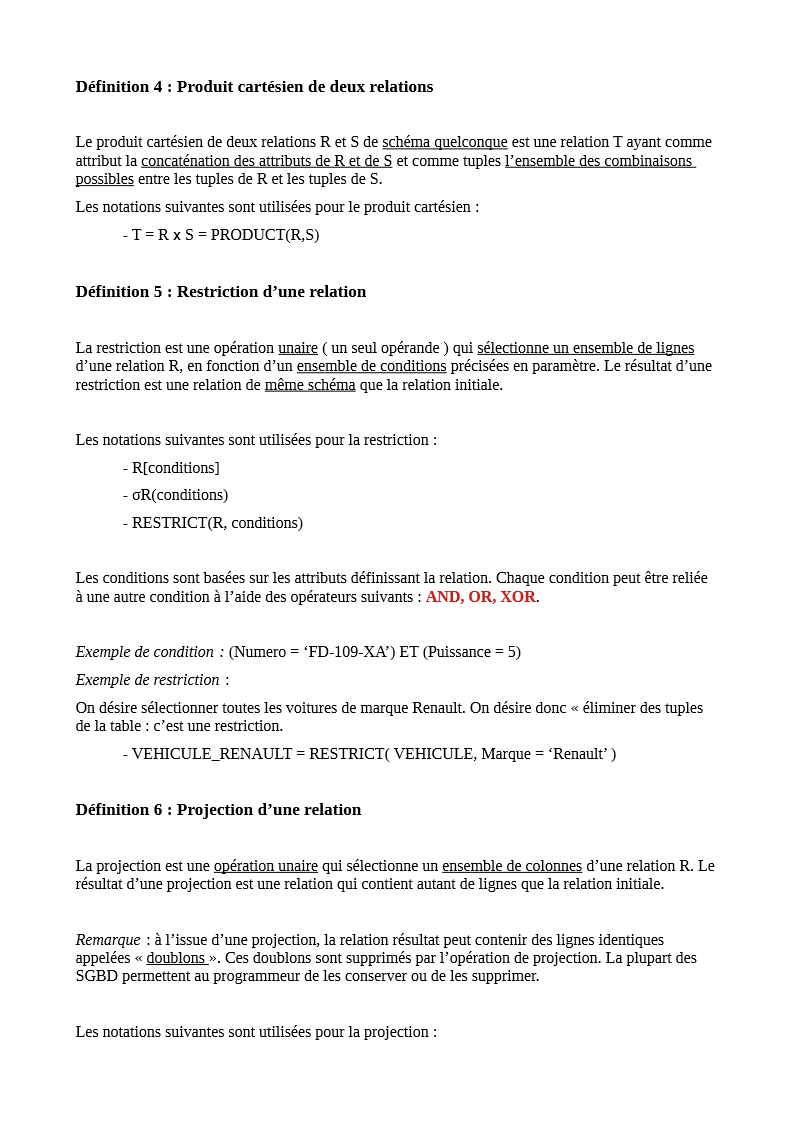 Définition 4 : Produit cartésien de deux relations
Le produit cartésien de deux relations R et S de schéma quelconque est une relation T ayant comme
attribut la concaténation des attributs de R et de S et comme tuples l’ensemble des combinaisons
possibles entre les tuples de R et les tuples de S.
Les notations suivantes sont utilisées pour le produit cartésien :
- T = R x S = PRODUCT(R,S)
Définition 5 : Restriction d’une relation
La restriction est une opération unaire ( un seul opérande ) qui sélectionne un ensemble de lignes
d’une relation R, en fonction d’un ensemble de conditions précisées en paramètre. Le résultat d’une
restriction est une relation de même schéma que la relation initiale.
Les notations suivantes sont utilisées pour la restriction :
- R[conditions]
- σR(conditions)
- RESTRICT(R, conditions)
Les conditions sont basées sur les attributs définissant la relation. Chaque condition peut être reliée
à une autre condition à l’aide des opérateurs suivants : AND, OR, XOR.
Exemple de condition : (Numero = ‘FD-109-XA’) ET (Puissance = 5)
Exemple de restriction :
On désire sélectionner toutes les voitures de marque Renault. On désire donc « éliminer des tuples
de la table : c’est une restriction.
- VEHICULE_RENAULT = RESTRICT( VEHICULE, Marque = ‘Renault’ )
Définition 6 : Projection d’une relation
La projection est une opération unaire qui sélectionne un ensemble de colonnes d’une relation R. Le
résultat d’une projection est une relation qui contient autant de lignes que la relation initiale.
Remarque : à l’issue d’une projection, la relation résultat peut contenir des lignes identiques
appelées « doublons ». Ces doublons sont supprimés par l’opération de projection. La plupart des
SGBD permettent au programmeur de les conserver ou de les supprimer.
Les notations suivantes sont utilisées pour la projection :